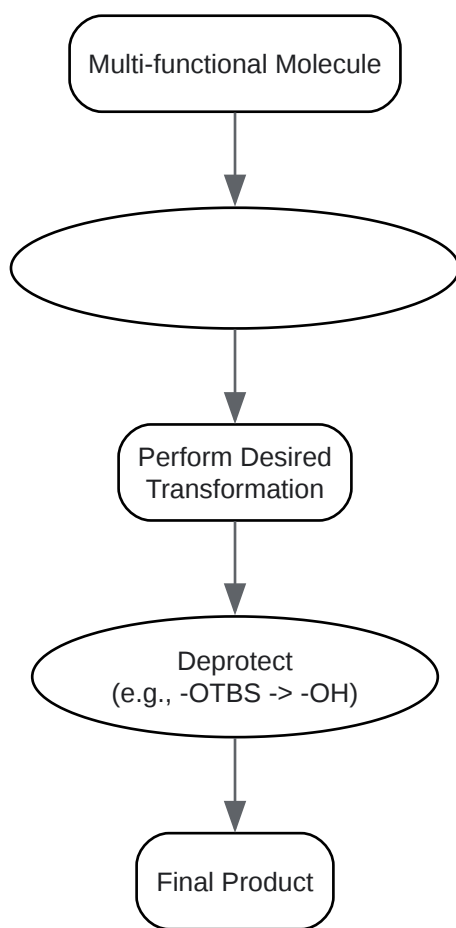 Multi-functional Molecule
Perform Desired
Transformation
Deprotect
(e.g., -OTBS -> -OH)
Final Product